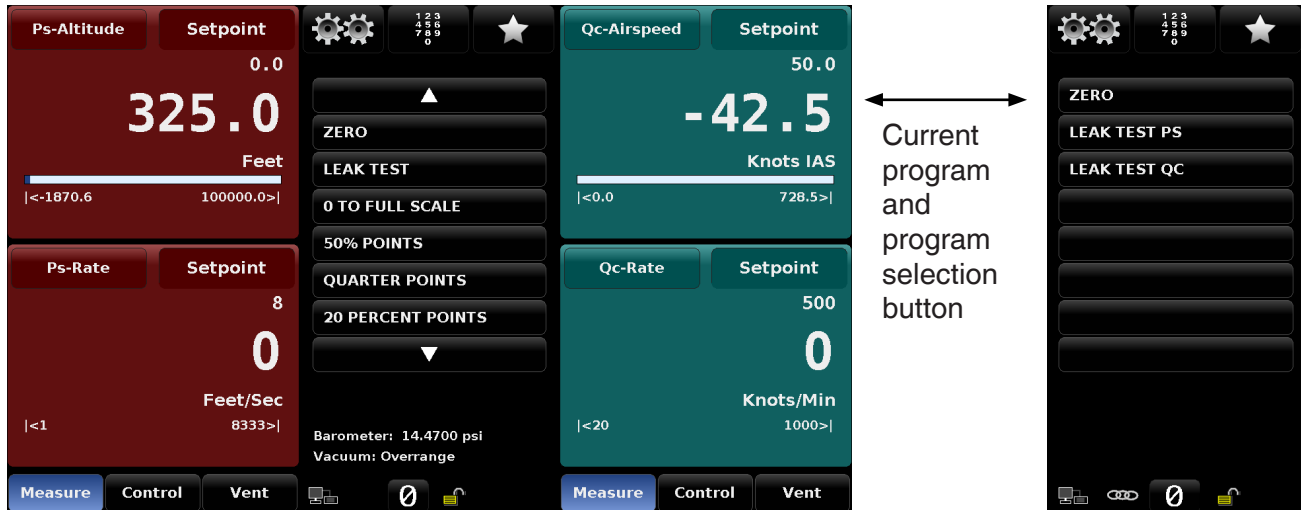 Ps-Altitude
Setpoint
0.0
325.0
Feet
|<-1870.6 100000.0>|
Ps-Rate
Setpoint
8
0
Feet/Sec
|<1 8333>|
Measure Control Vent
1 2 3
4 5 6
7 8 9
0
ZERO
LEAK TEST
0 TO FULL SCALE
50% POINTS
QUARTER POINTS
20 PERCENT POINTS
Barometer: 14.4700 psi
Vacuum: Overrange
0
Qc-Airspeed
Setpoint
50.0
-42.5
Knots IAS
|<0.0 728.5>|
Qc-Rate
Setpoint
500
0
Knots/Min
|<20 1000>|
Measure Control Vent
Current
program
and
program
selection
button
1 2 3
4 5 6
7 8 9
0
ZERO
LEAK TEST PS
LEAK TEST QC
0